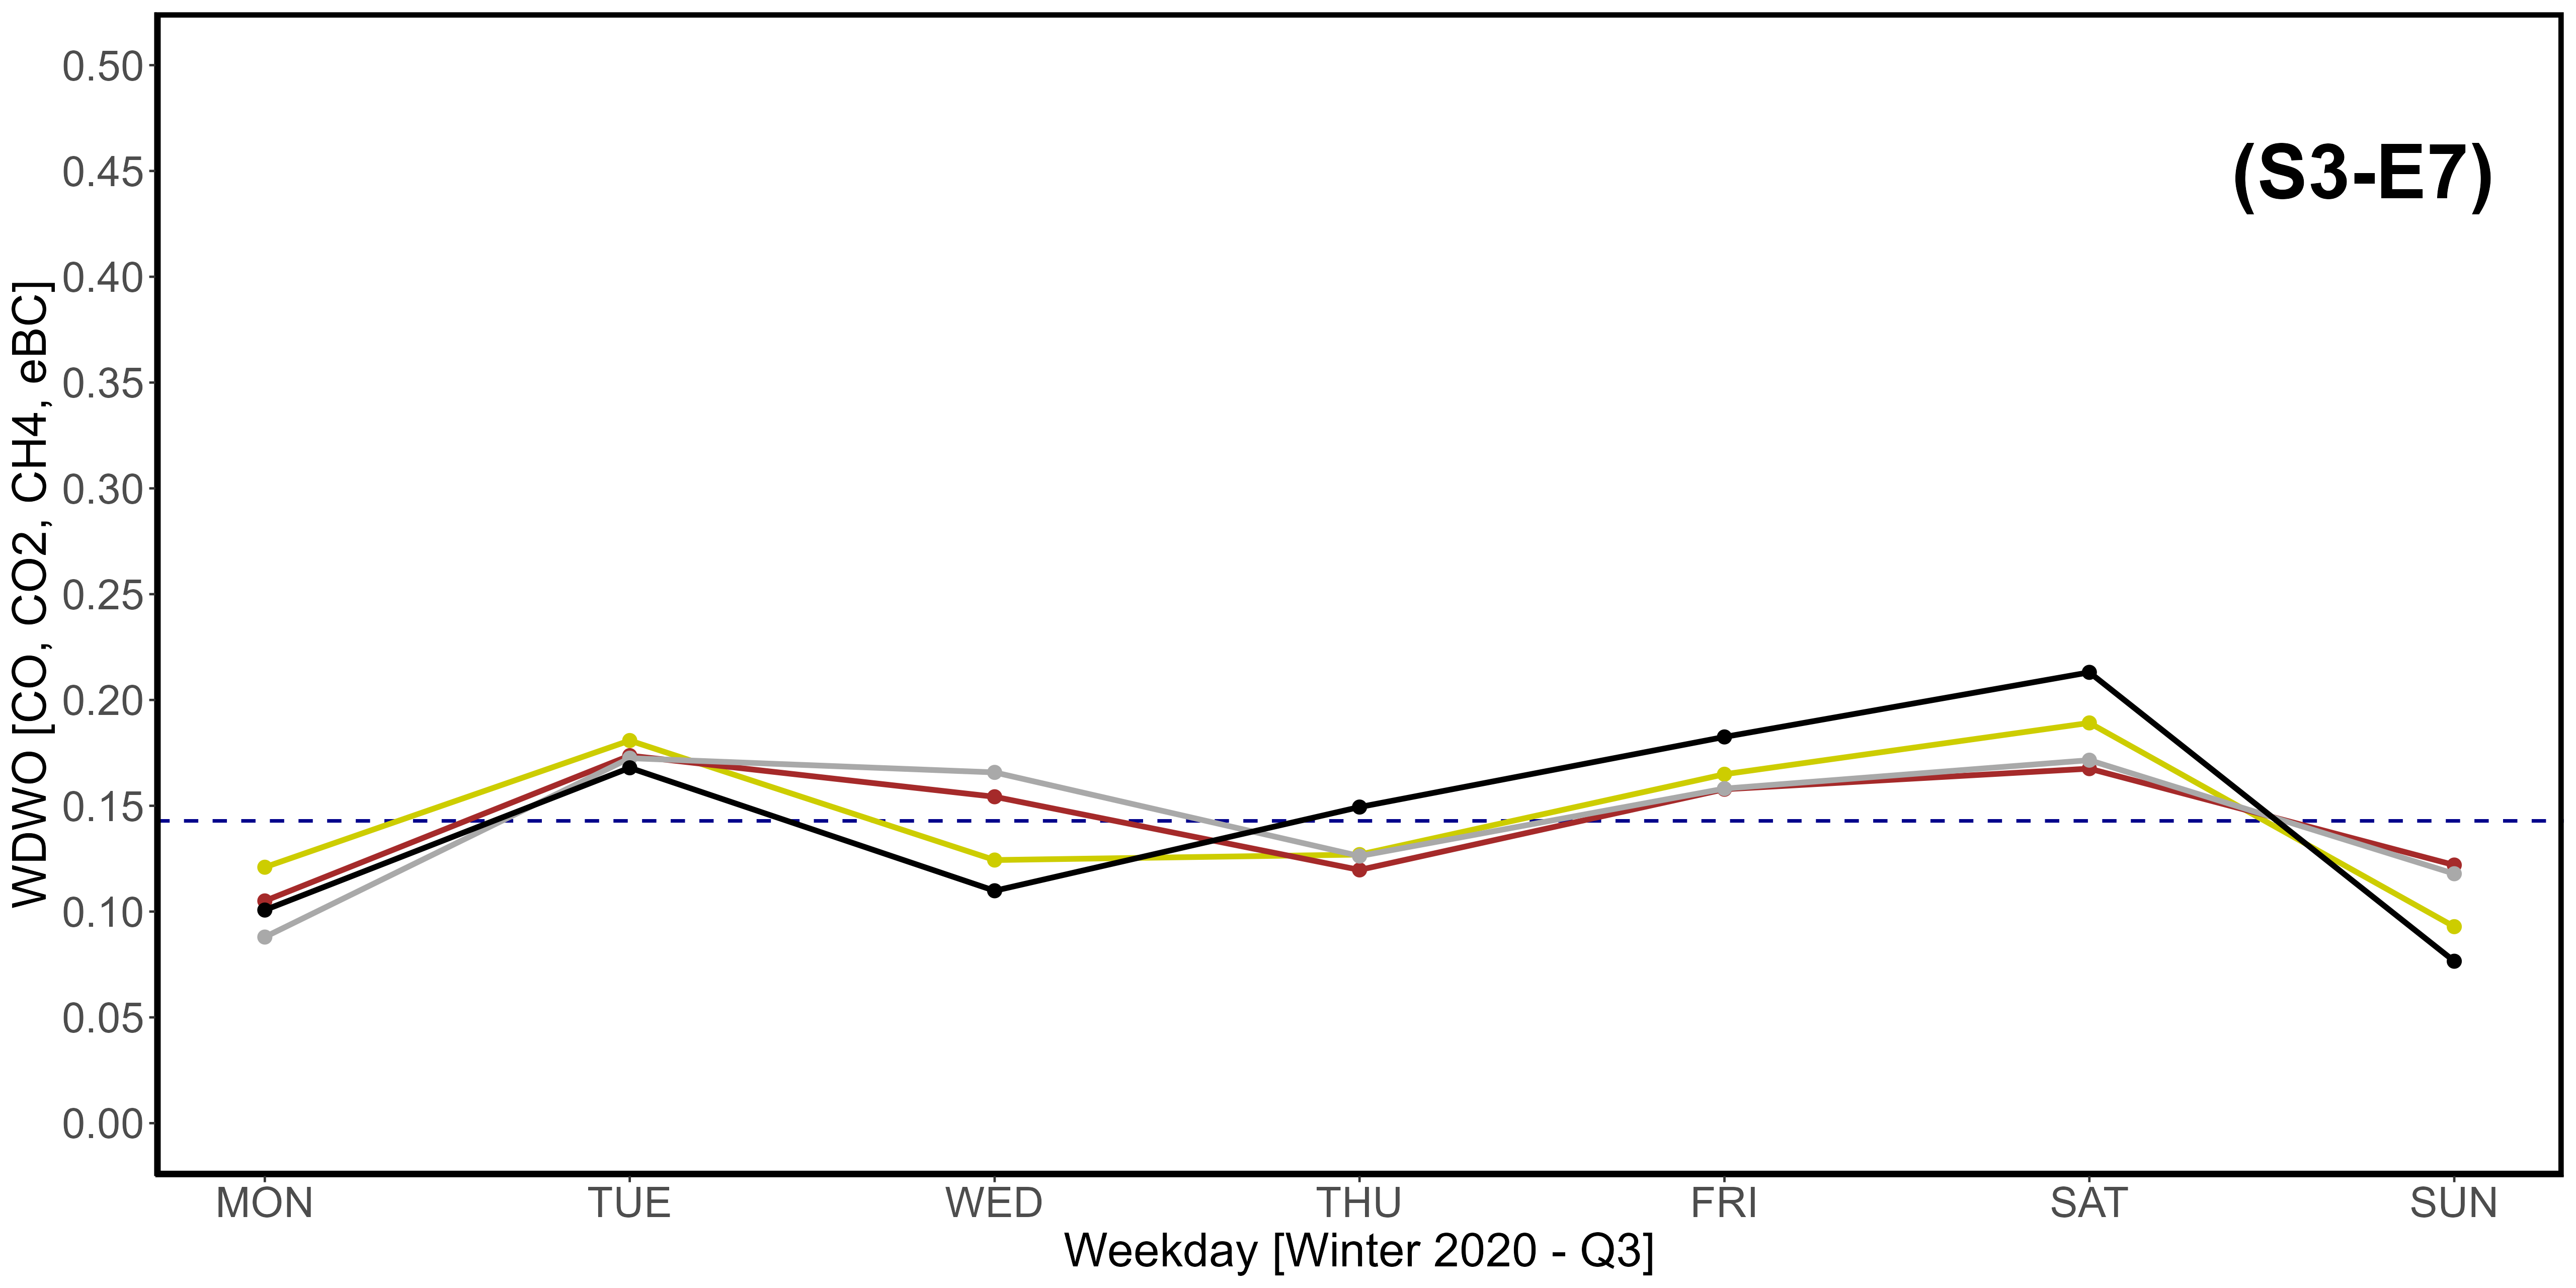 (S3-E7)
WDWO [CO, CO2, CH4, eBC]
0.50
0.45
0.40
0.35
0.30
0.25
0.20
0.15
0.10
0.05
0.00
MON TUE WED THU FRI SAT SUN
Weekday [Winter 2020 - Q3]